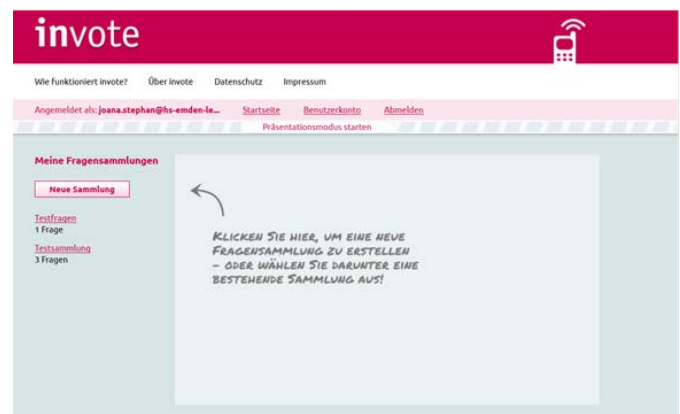 invote
Wie funktioniert invote? Über invote Datenschutz Impressum
Angemeldet als: joana.stephan@hs-emden-le... Startseite Benutzerkonto Abmelden
Präsentationsmodus starten
Meine Fragensammlungen
Neue Sammlung
Testfragen
1 Frage
Testsammlung
3 Fragen
Klicken Sie hier, um eine neue
Fragensammlung zu erstellen
– oder wählen Sie darunter eine
bestehende Sammlung aus!